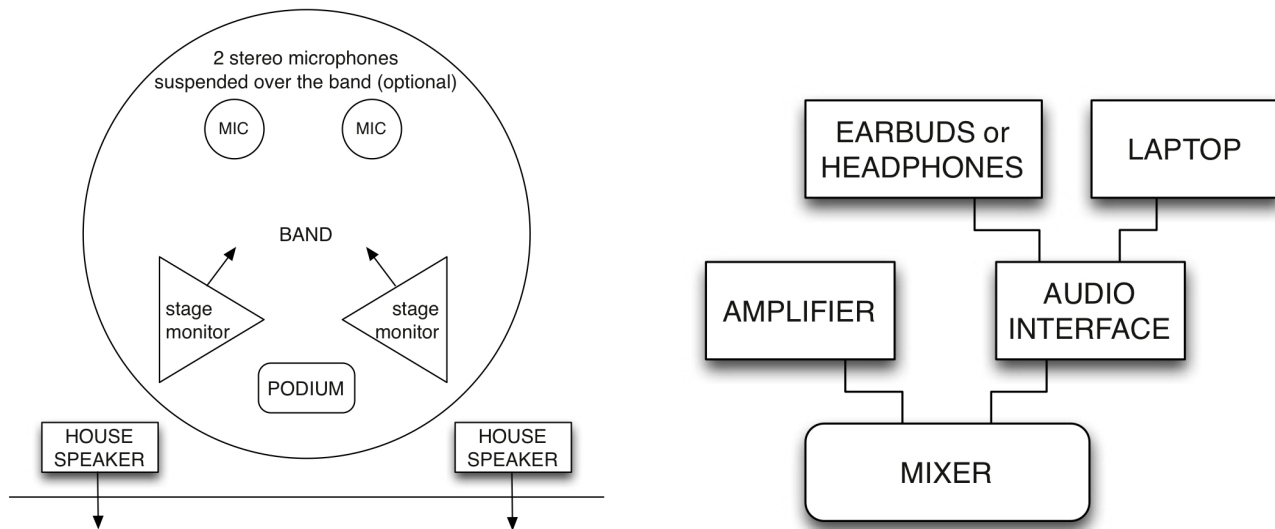 2 stereo microphones
suspended over the band (optional)
MIC
MIC
BAND
stage
monitor
stage
monitor
PODIUM
HOUSE
SPEAKER
HOUSE
SPEAKER
EARBUDS or
HEADPHONES
LAPTOP
AMPLIFIER
AUDIO
INTERFACE
MIXER